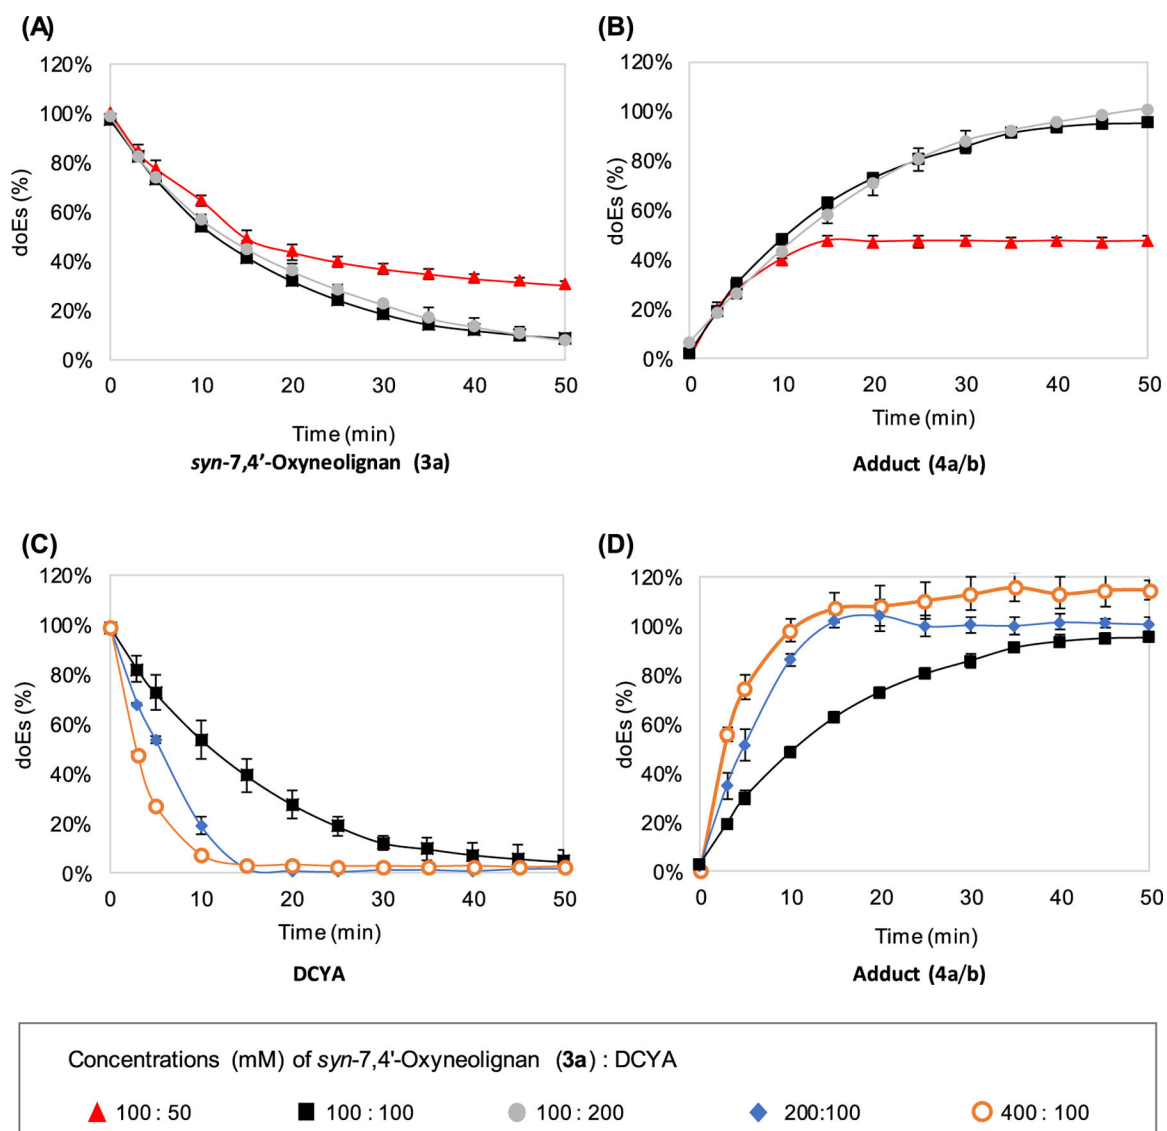 (A)
120%
100%
80%
60%
40%
20%
0%
doEs (%)
0 10 20 30 40 50
Time (min)
syn-7,4′-Oxyneolignan (3a)
(B)
120%
100%
80%
60%
40%
20%
0%
doEs (%)
0 10 20 30 40 50
Time (min)
Adduct (4a/b)
(C)
120%
100%
80%
60%
40%
20%
0%
doEs (%)
0 10 20 30 40 50
Time (min)
DCYA
(D)
120%
100%
80%
60%
40%
20%
0%
doEs (%)
0 10 20 30 40 50
Time (min)
Adduct (4a/b)
Concentrations (mM) of syn-7,4'-Oxyneolignan (3a) : DCYA
100 : 50 100 : 100 100 : 200 200:100 400 : 100